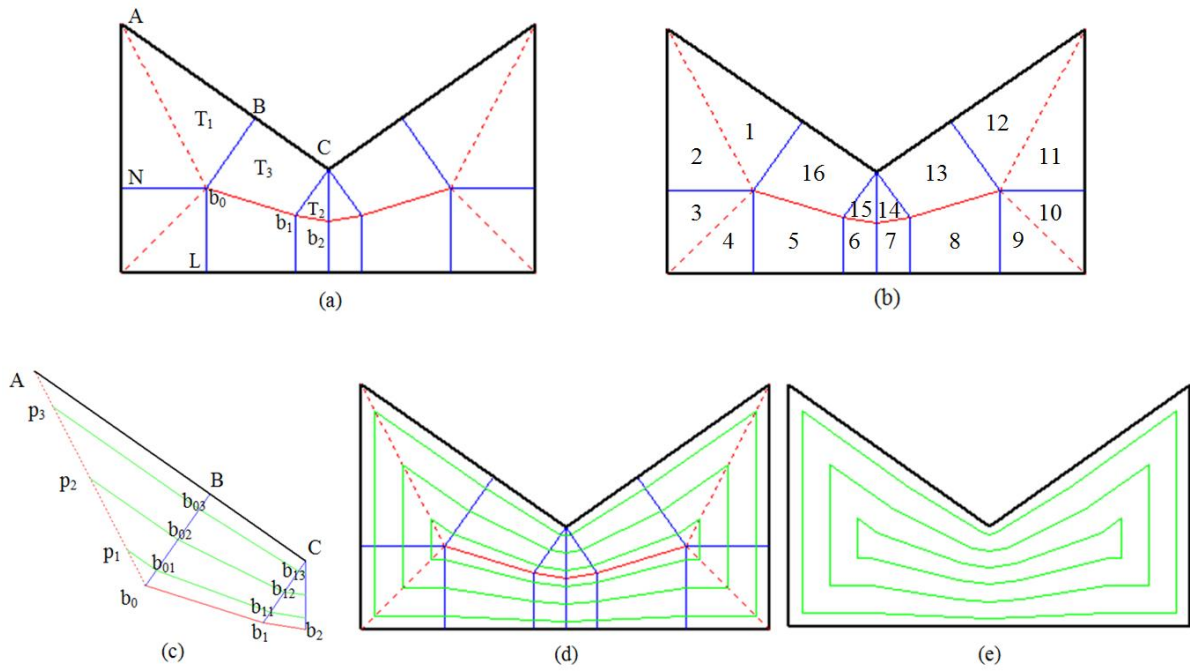 A
B
C
T₁
T₃
N
b₀
b₁
T₂
b₂
L
(a)
1
2
12
11
16
13
3
15
14
10
4
5
6
7
8
9
(b)
A
p₃
B
b₀₃
p₂
b₀₂
C
p₁
b₀₁
b₁₃
b₁₂
b₀
b₁₁
b₁
b₂
(c)
(d)
(e)